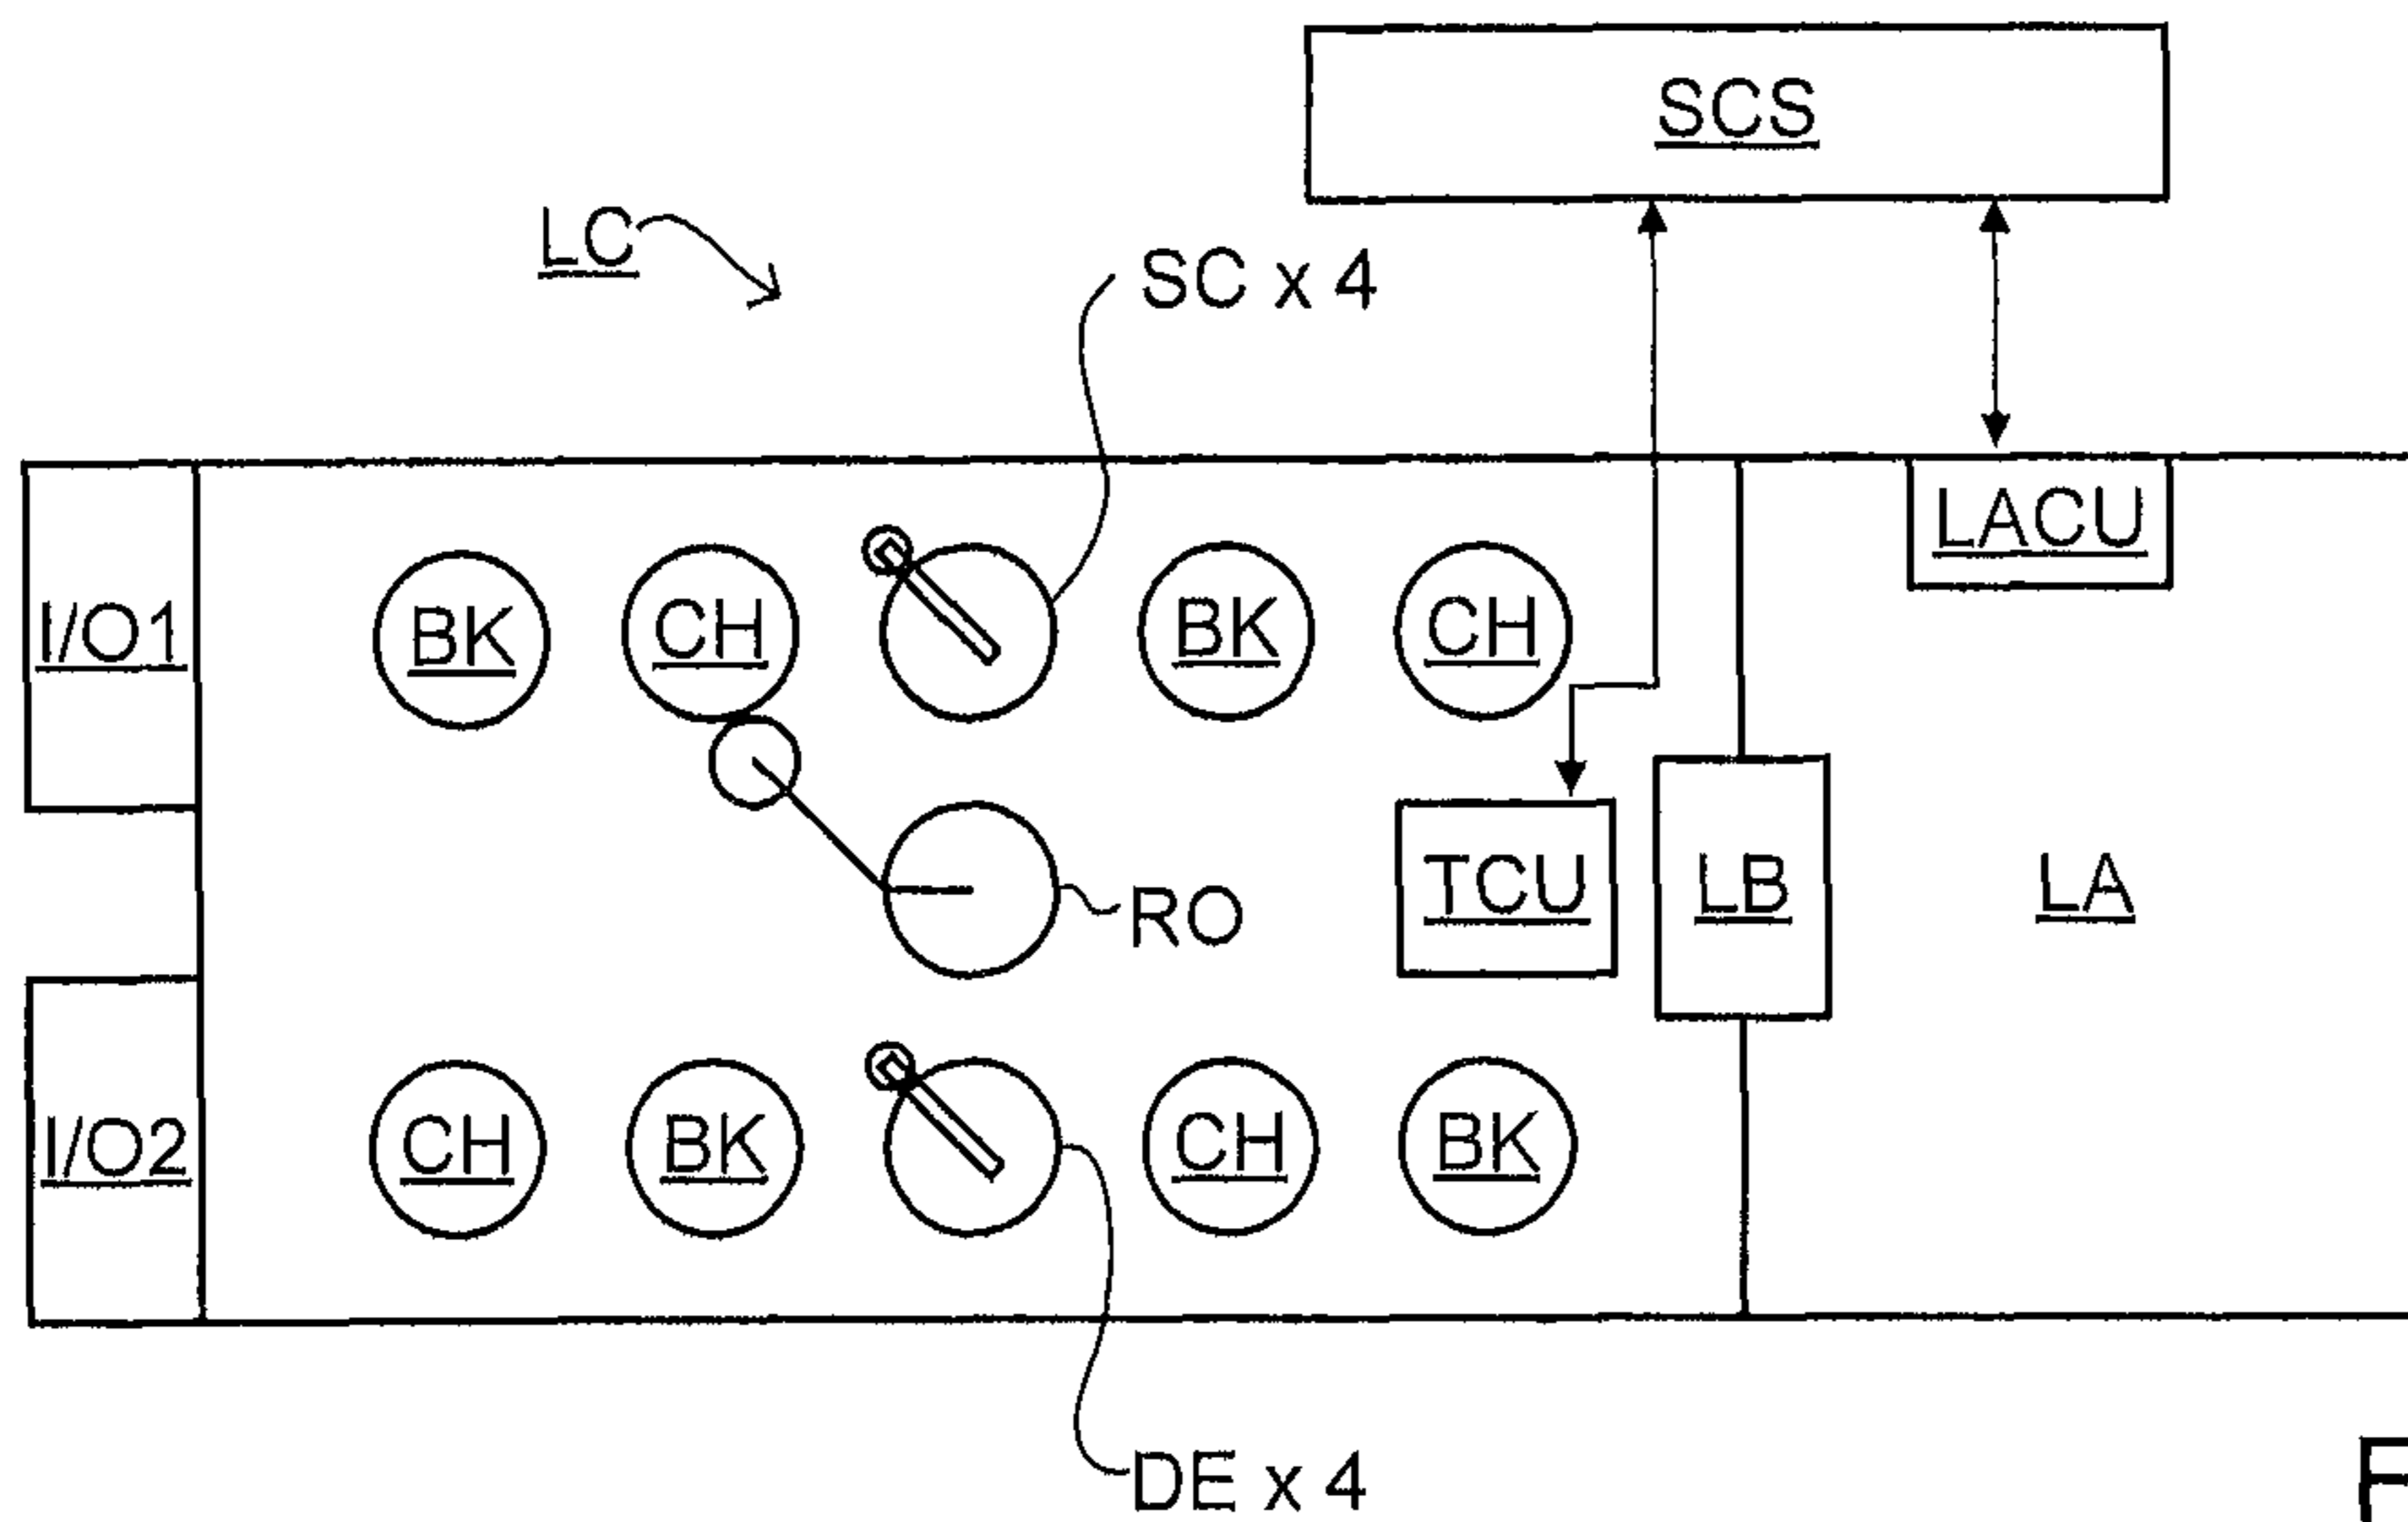 SCS
LC
SC x 4
LACU
I/O1
BK
CH
BK
CH
RO
TCU
LB
LA
I/O2
CH
BK
CH
BK
DE x 4